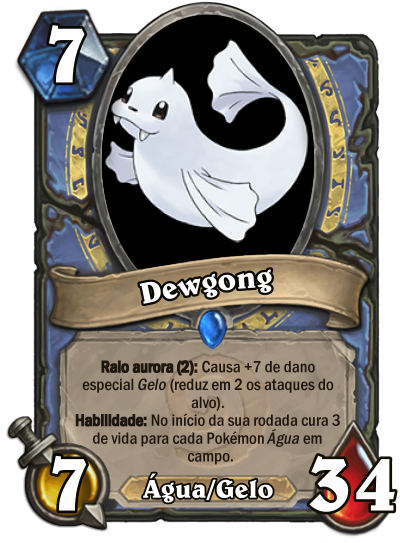 7
Dewgong
Raio aurora (2): Causa +7 de dano
especial Gelo (reduz em 2 os ataques do
alvo).
Habilidade: No início da sua rodada cura 3
de vida para cada Pokémon Água em
campo.
7
Água/Gelo
34